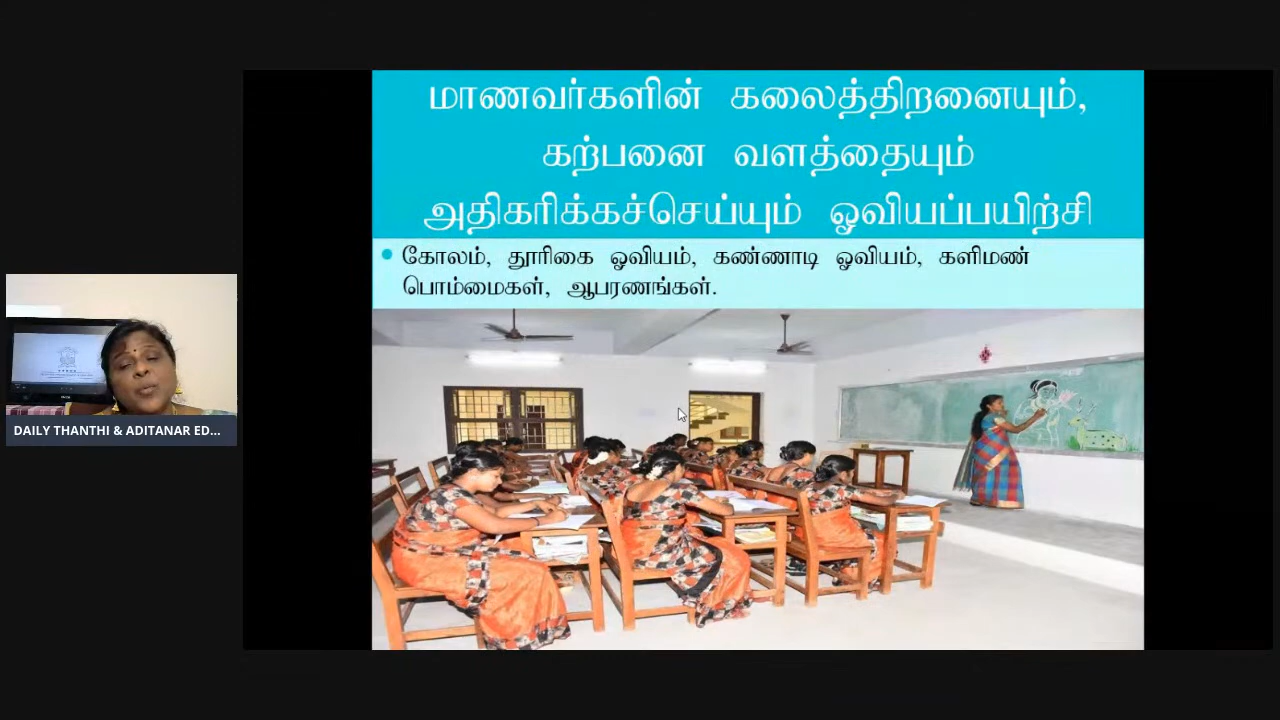 மாணவர்களின் கலைத்திறனையும்,
கற்பனை வளத்தையும்
அதிகரிக்கச்செய்யும் ஓவியப்பயிற்சி
கோலம், தூரிகை ஓவியம், கண்ணாடி ஓவியம், களிமண்
பொம்மைகள், ஆபரணங்கள்.
DAILY THANTHI & ADITANAR ED...